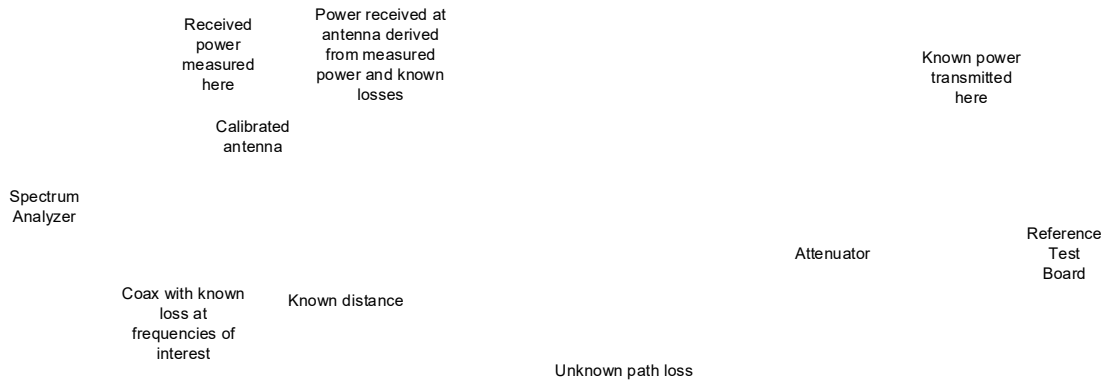 Received
power
measured
here
Power received at
antenna derived
from measured
power and known
losses
Known power
transmitted
here
Calibrated
antenna
Spectrum
Analyzer
Attenuator
Reference
Test
Board
Coax with known
loss at
frequencies of
interest
Known distance
Unknown path loss